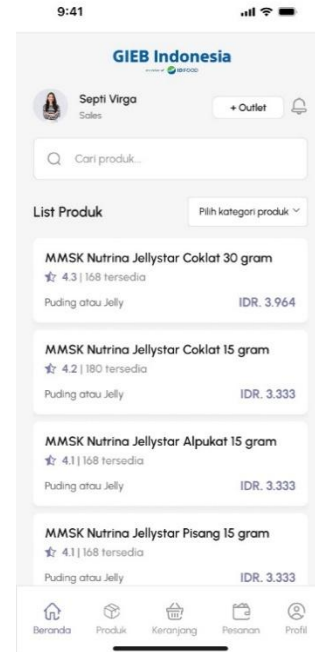 9:41
GIEB Indonesia
Septi Virga
Sales
+ Outlet
Cari produk...
List Produk
Pilih kategori produk
MMSK Nutrina Jellystar Coklat 30 gram
4.3 | 168 tersedia
Puding atau Jelly
IDR. 3.964
MMSK Nutrina Jellystar Coklat 15 gram
4.2 | 180 tersedia
Puding atau Jelly
IDR. 3.333
MMSK Nutrina Jellystar Alpukat 15 gram
4.1 | 168 tersedia
Puding atau Jelly
IDR. 3.333
MMSK Nutrina Jellystar Pisang 15 gram
4.1 | 168 tersedia
Puding atau Jelly
IDR. 3.333
Beranda
Produk
Keranjang
Pesanan
Profil